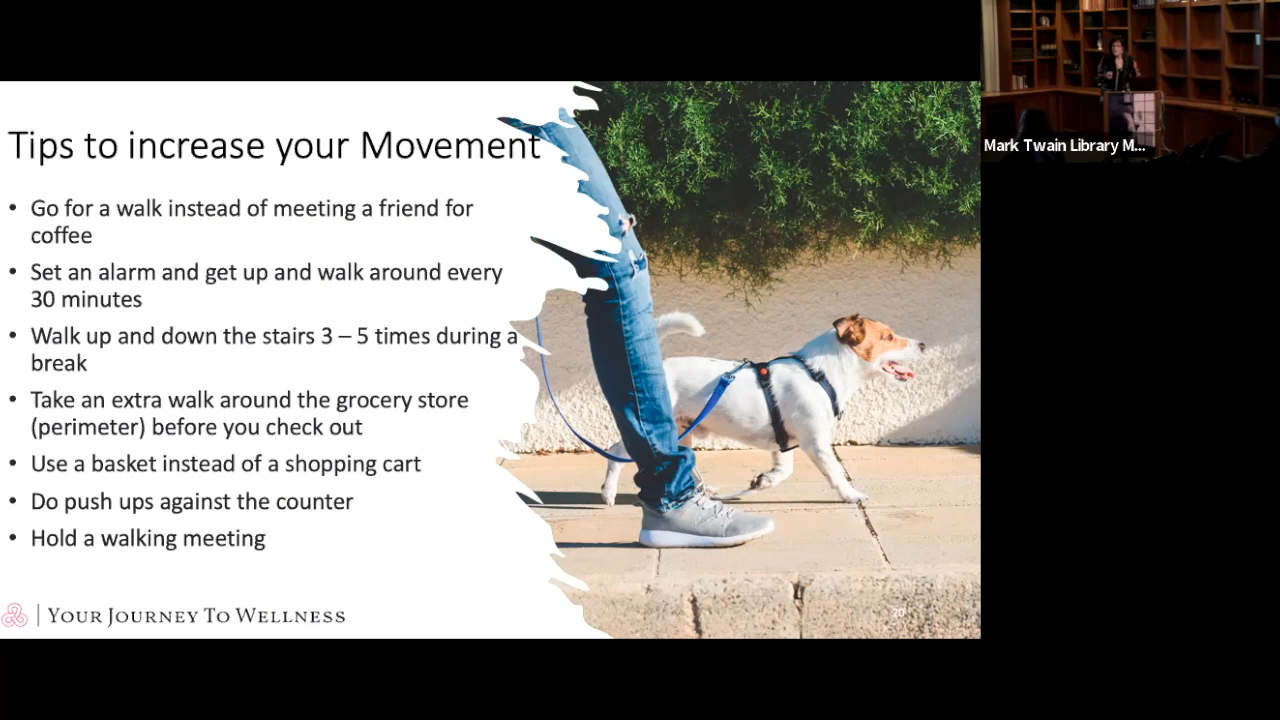 Tips to increase your Movement
• Go for a walk instead of meeting a friend for
coffee
• Set an alarm and get up and walk around every
30 minutes
• Walk up and down the stairs 3 – 5 times during a
break
• Take an extra walk around the grocery store
(perimeter) before you check out
• Use a basket instead of a shopping cart
• Do push ups against the counter
• Hold a walking meeting
YOUR JOURNEY TO WELLNESS
20
Mark Twain Library M...